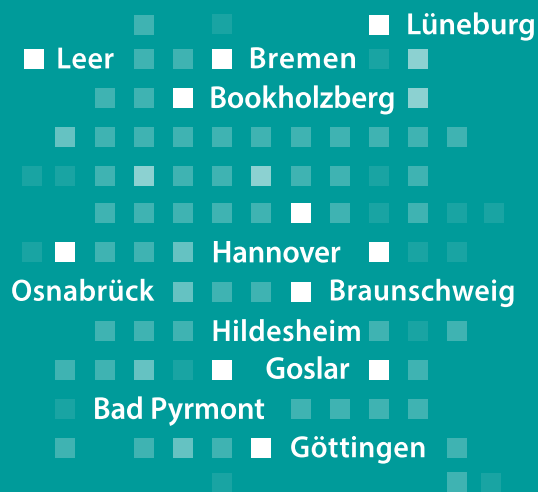 Lüneburg
Leer Bremen
Bookholzberg
Hannover
Osnabrück Braunschweig
Hildesheim
Goslar
Bad Pyrmont
Göttingen